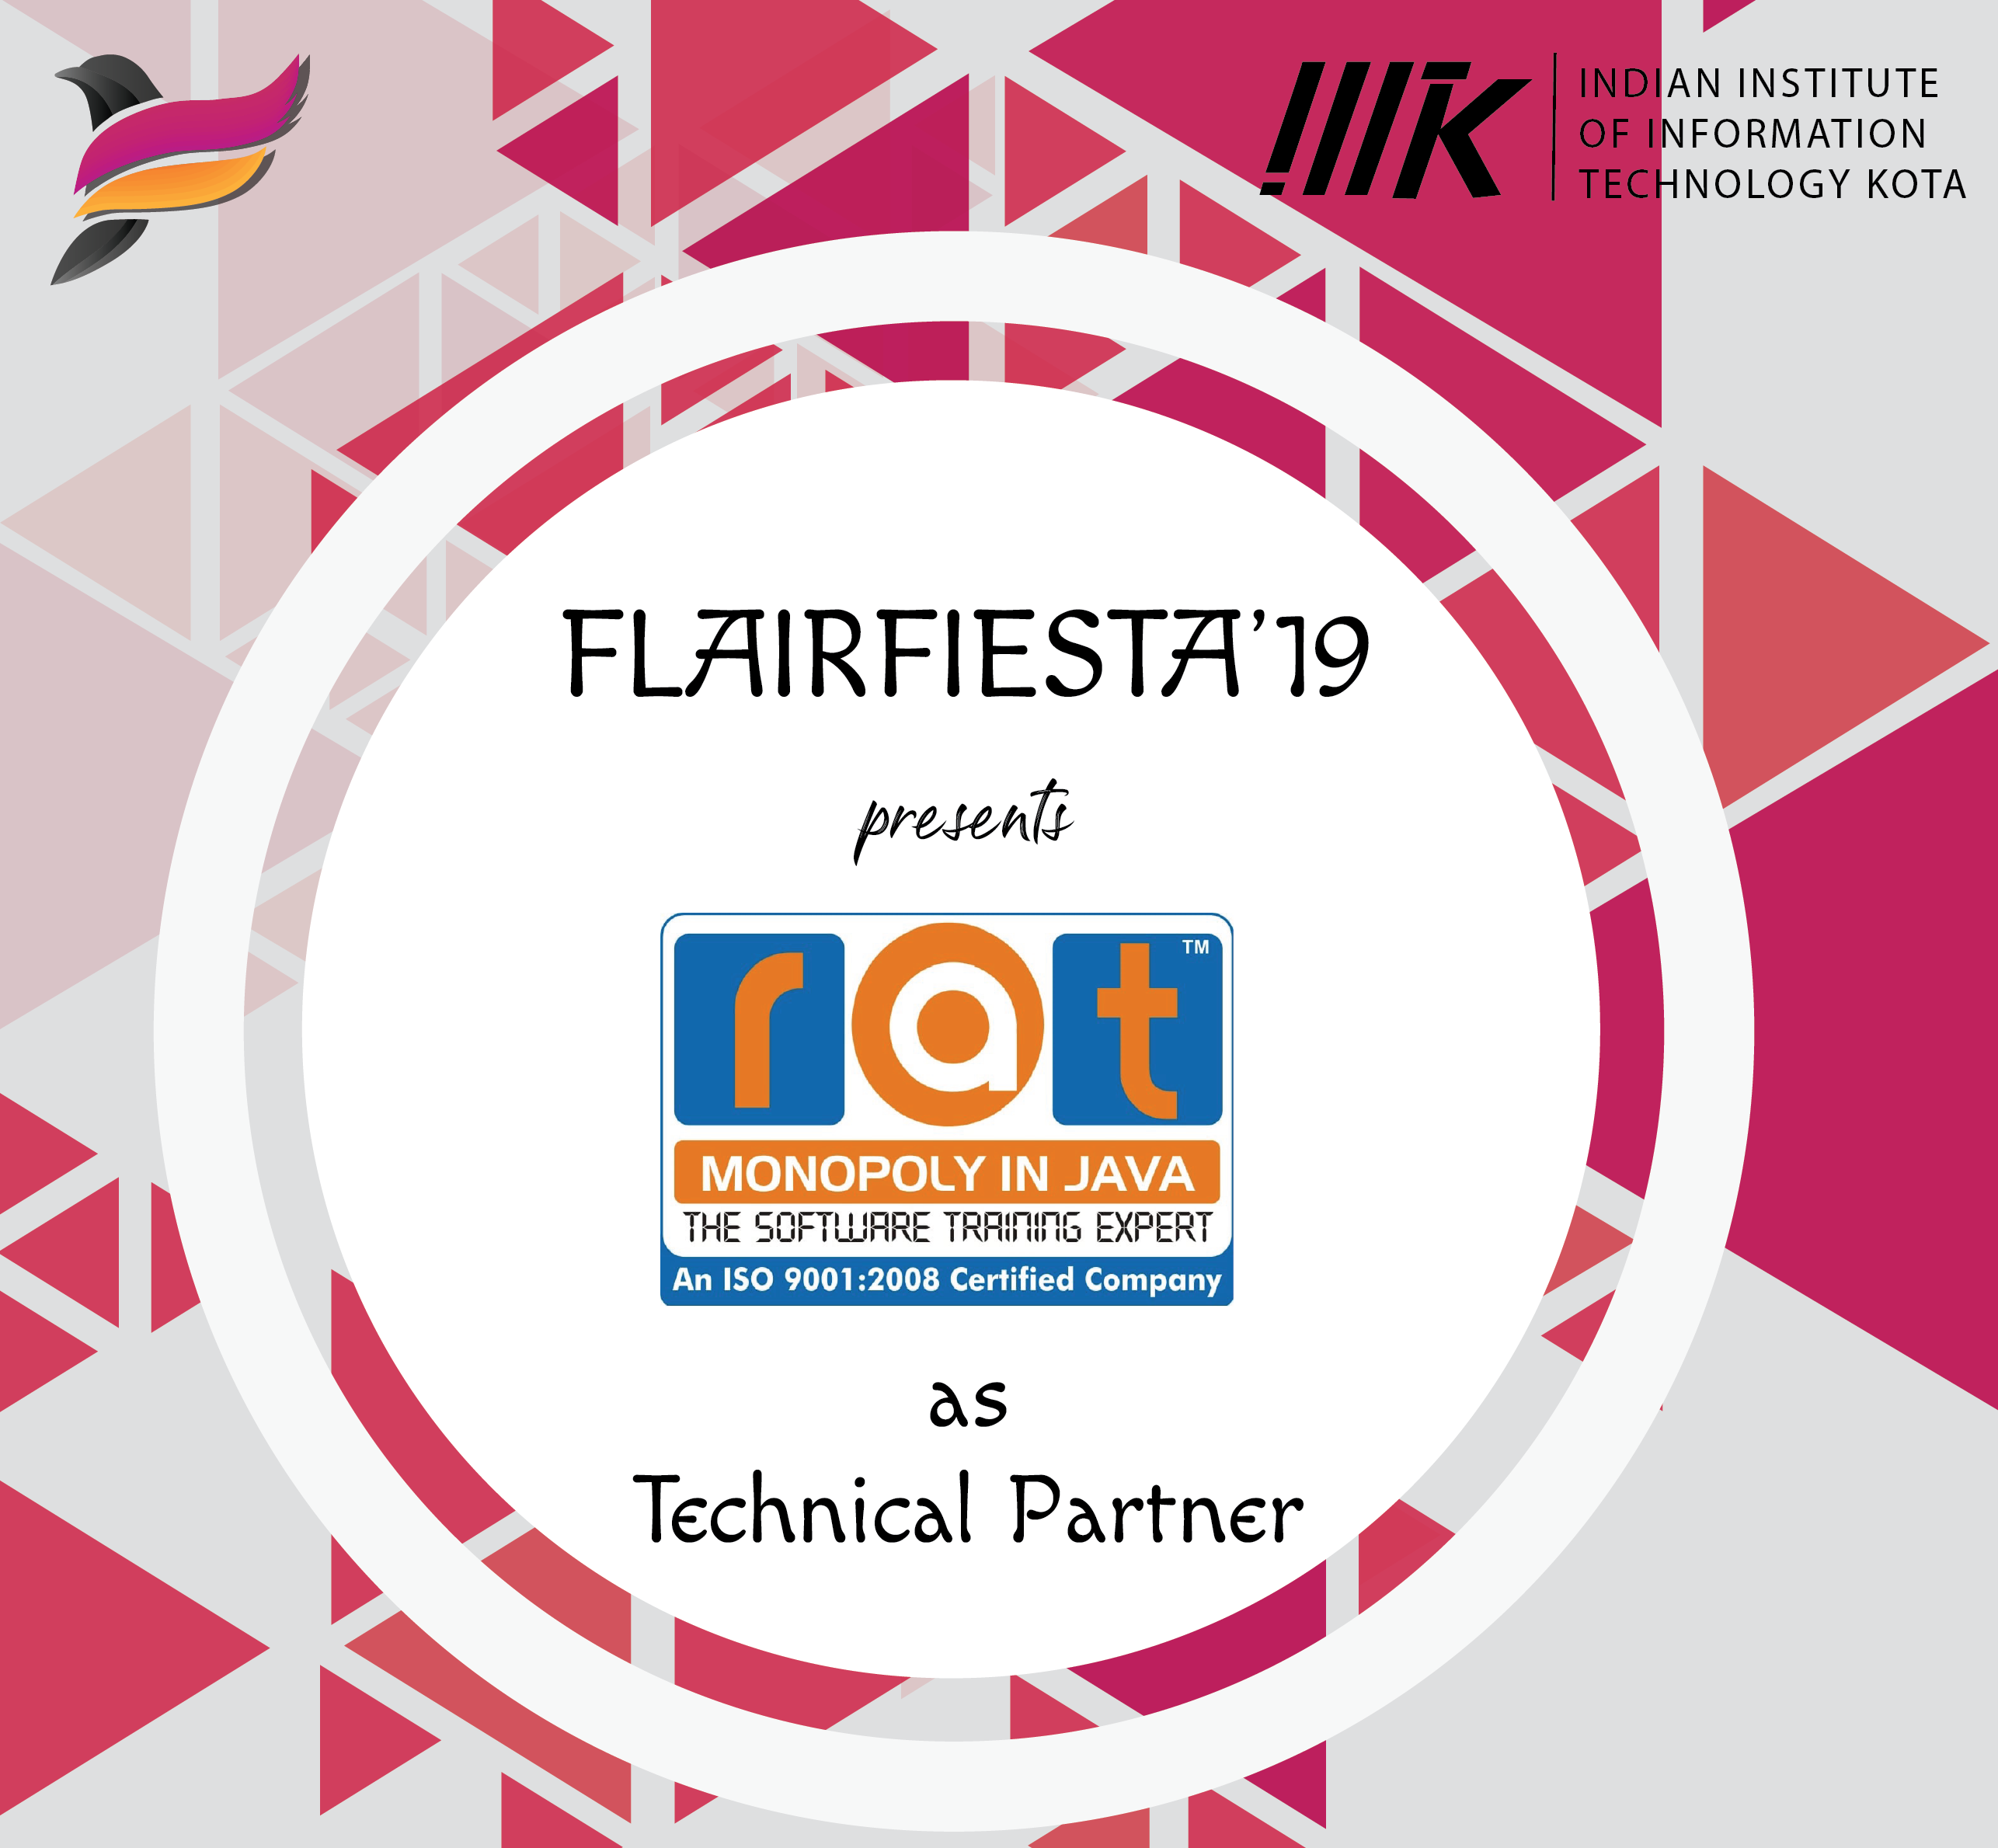 INDIAN INSTITUTE
OF INFORMATION
TECHNOLOGY KOTA
FLAIRFIESTA'19
presents
rat TM
MONOPOLY IN JAVA
THE SOFTWARE TRAINING EXPERT
An ISO 9001:2008 Certified Company
as
Technical Partner